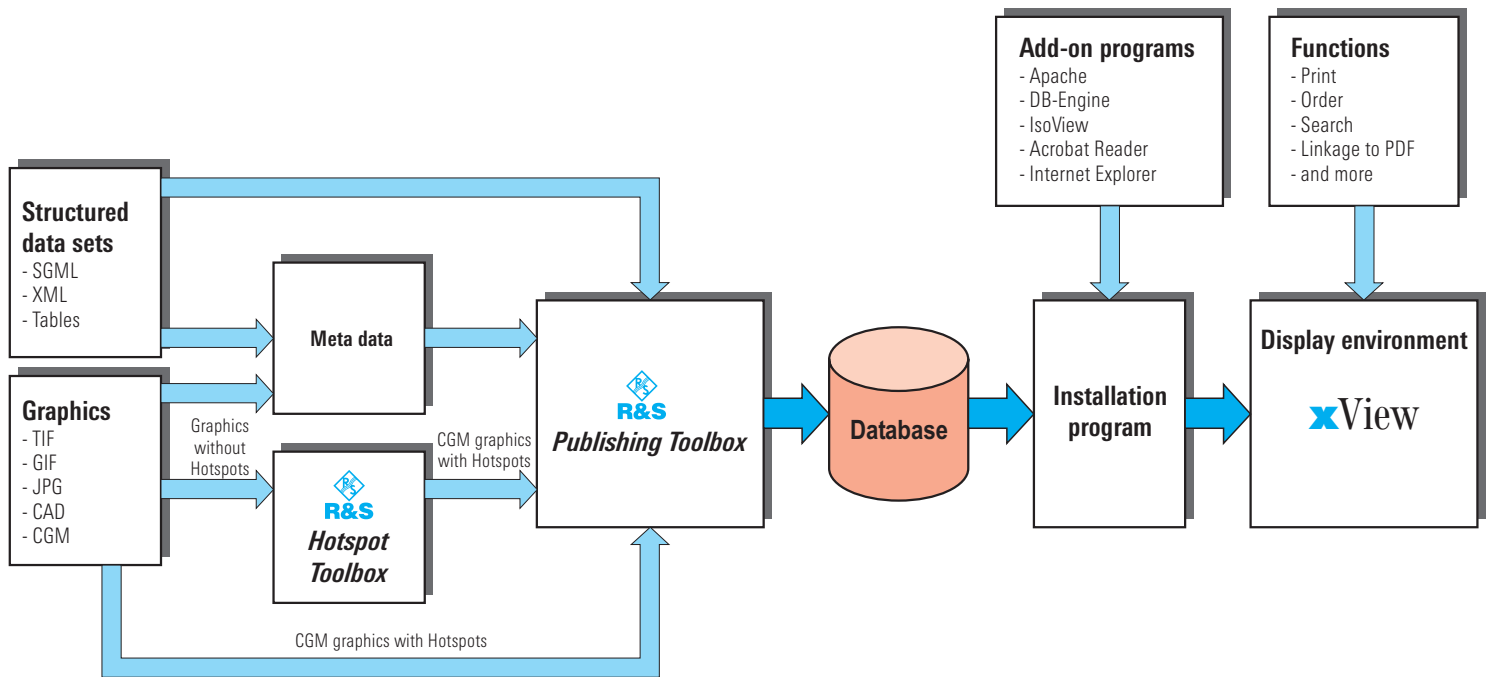 Add-on programs
- Apache
- DB-Engine
- IsoView
- Acrobat Reader
- Internet Explorer
Functions
- Print
- Order
- Search
- Linkage to PDF
- and more
Structured
data sets
- SGML
- XML
- Tables
Meta data
Graphics
- TIF
- GIF
- JPG
- CAD
- CGM
Graphics
without
Hotspots
R&S
R&S
Hotspot
Toolbox
CGM graphics
with Hotspots
CGM graphics with Hotspots
R&S
R&S
Publishing Toolbox
Database
Installation
program
Display environment
xView